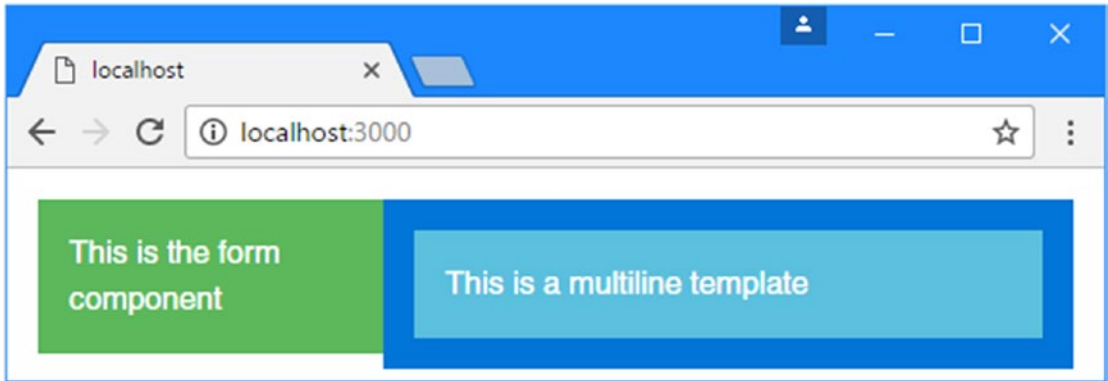 localhost
localhost:3000
This is the form
component
This is a multiline template